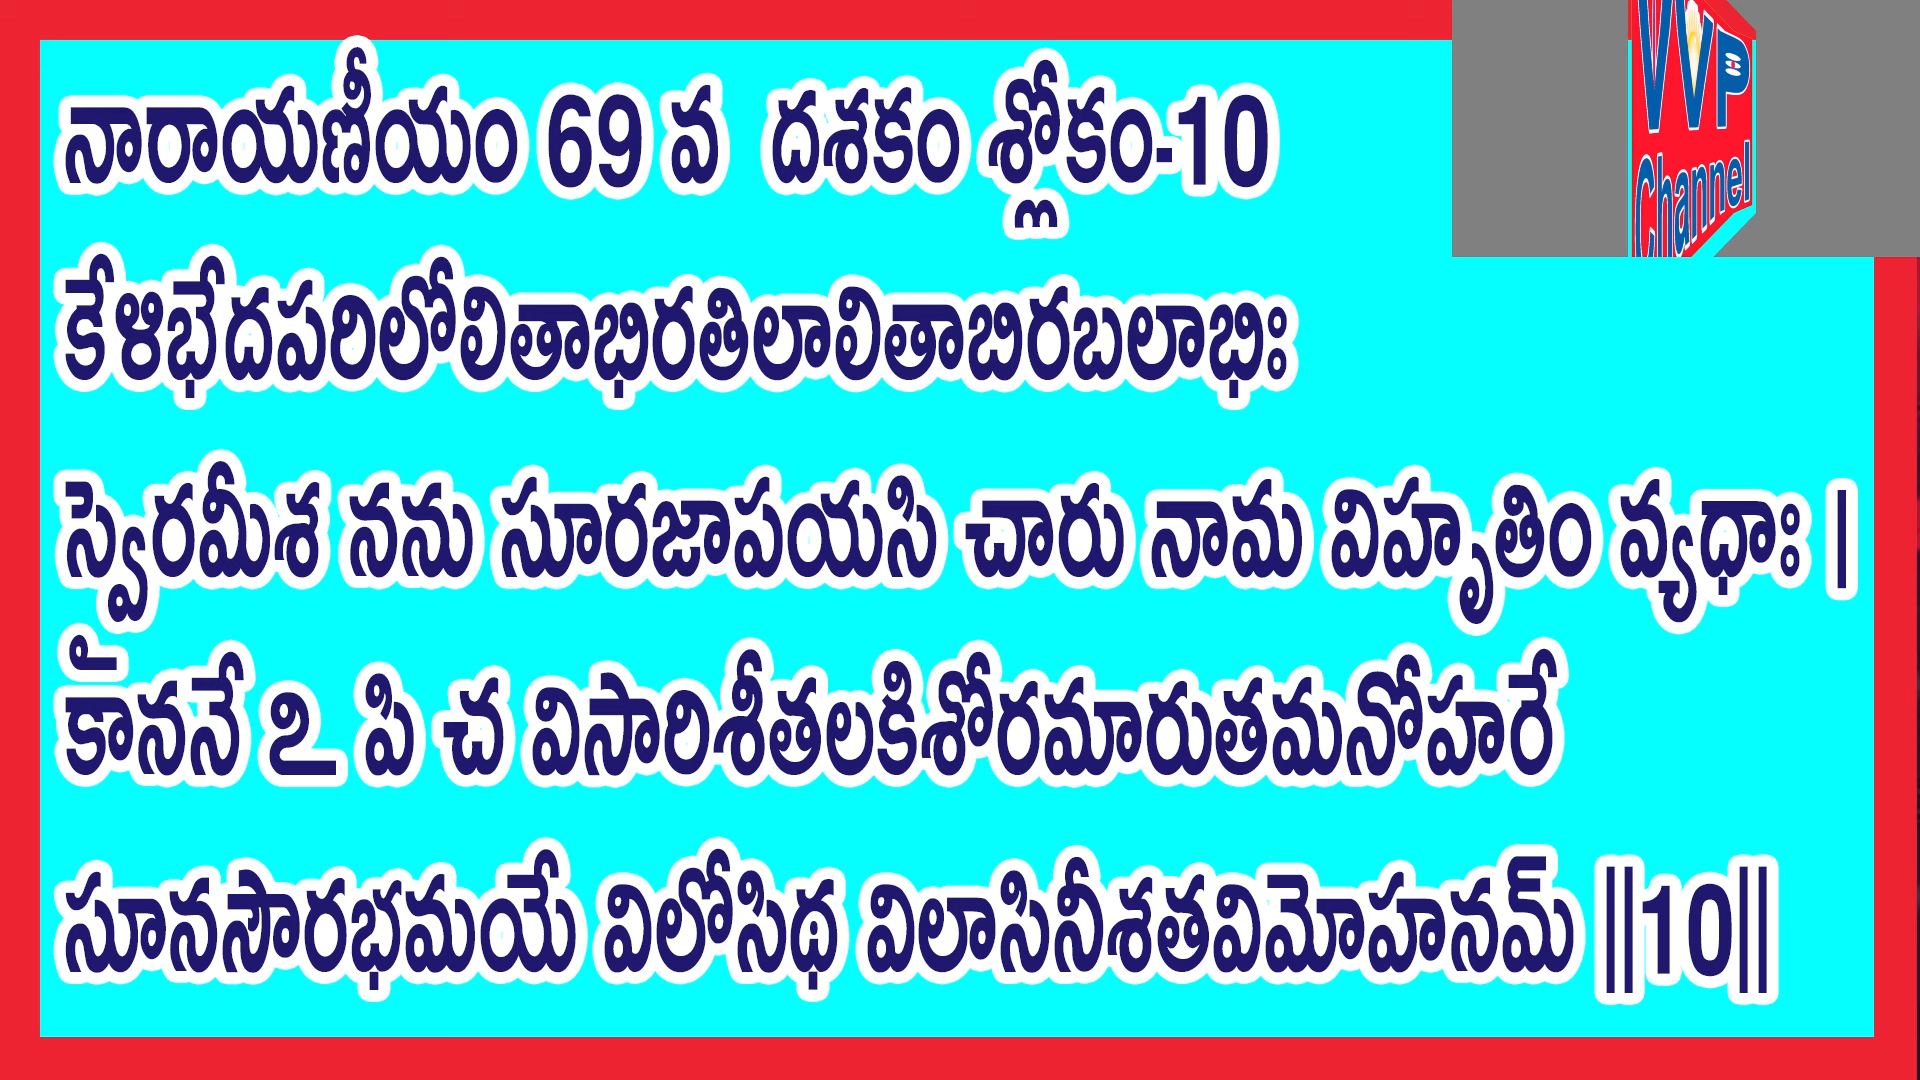 నారాయణీయం 69 వ దశకం శ్లోకం-10
VVP
Channel
కేళిభేదపరిలోలితాభిరతిలాలితాబిరబలాభిః
స్వైరమీశ నను సూరజాపయసి చారు నామ విహృతిం వ్యధాః |
కాననే ఽ పి చ విసారిశీతలకిశోరమారుతమనోహరే
సూనసౌరభమయే విలోసిథ విలాసినీశతవిమోహనమ్ ||10||